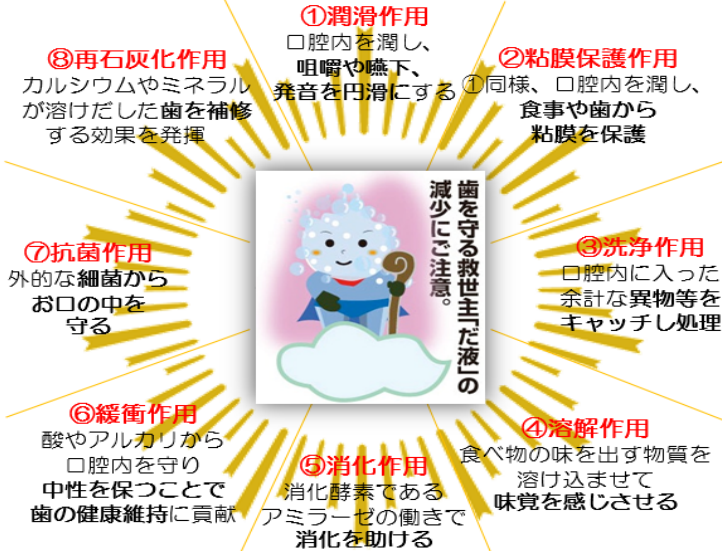 ①潤滑作用
口腔内を潤し、
咀嚼や嚥下、
発音を円滑にする
②粘膜保護作用
①同様、口腔内を潤し、
食事や歯から
粘膜を保護
③洗浄作用
口腔内に入った
余計な異物等を
キャッチし処理
④溶解作用
食べ物の味を出す物質を
溶け込ませて
味覚を感じさせる
⑤消化作用
消化酵素である
アミラーゼの働きで
消化を助ける
⑥緩衝作用
酸やアルカリから
口腔内を守り
中性を保つことで
歯の健康維持に貢献
⑦抗菌作用
外的な細菌から
お口の中を
守る
⑧再石灰化作用
カルシウムやミネラル
が溶けだした歯を補修
する効果を発揮
歯を守る救世主「だ液」の
減少にご注意。